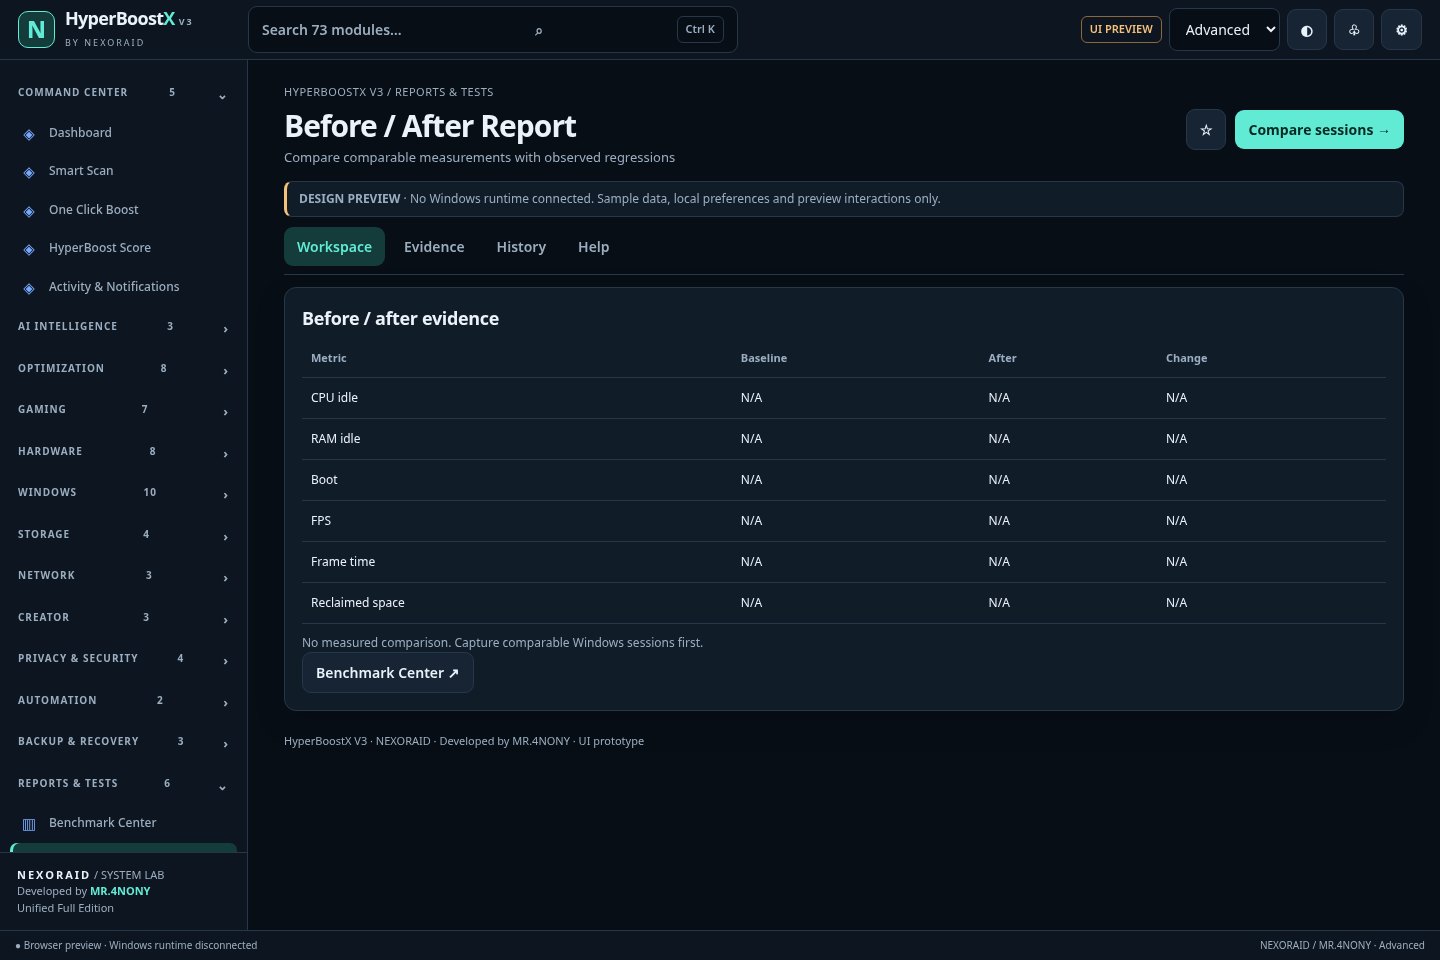 N HyperBoostX V3
BY NEXORAID
Search 73 modules...
Ctrl K
UI PREVIEW
Advanced
COMMAND CENTER 5
Dashboard
Smart Scan
One Click Boost
HyperBoost Score
Activity & Notifications
AI INTELLIGENCE 3
OPTIMIZATION 8
GAMING 7
HARDWARE 8
WINDOWS 10
STORAGE 4
NETWORK 3
CREATOR 3
PRIVACY & SECURITY 4
AUTOMATION 2
BACKUP & RECOVERY 3
REPORTS & TESTS 6
Benchmark Center
NEXORAID / SYSTEM LAB
Developed by MR.4NONY
Unified Full Edition
HYPERBOOSTX V3 / REPORTS & TESTS
Before / After Report
Compare comparable measurements with observed regressions
Compare sessions →
DESIGN PREVIEW · No Windows runtime connected. Sample data, local preferences and preview interactions only.
Workspace Evidence History Help
Before / after evidence
Metric Baseline After Change
CPU idle N/A N/A N/A
RAM idle N/A N/A N/A
Boot N/A N/A N/A
FPS N/A N/A N/A
Frame time N/A N/A N/A
Reclaimed space N/A N/A N/A
No measured comparison. Capture comparable Windows sessions first.
Benchmark Center ↗
HyperBoostX V3 · NEXORAID · Developed by MR.4NONY · UI prototype
● Browser preview · Windows runtime disconnected
NEXORAID / MR.4NONY · Advanced